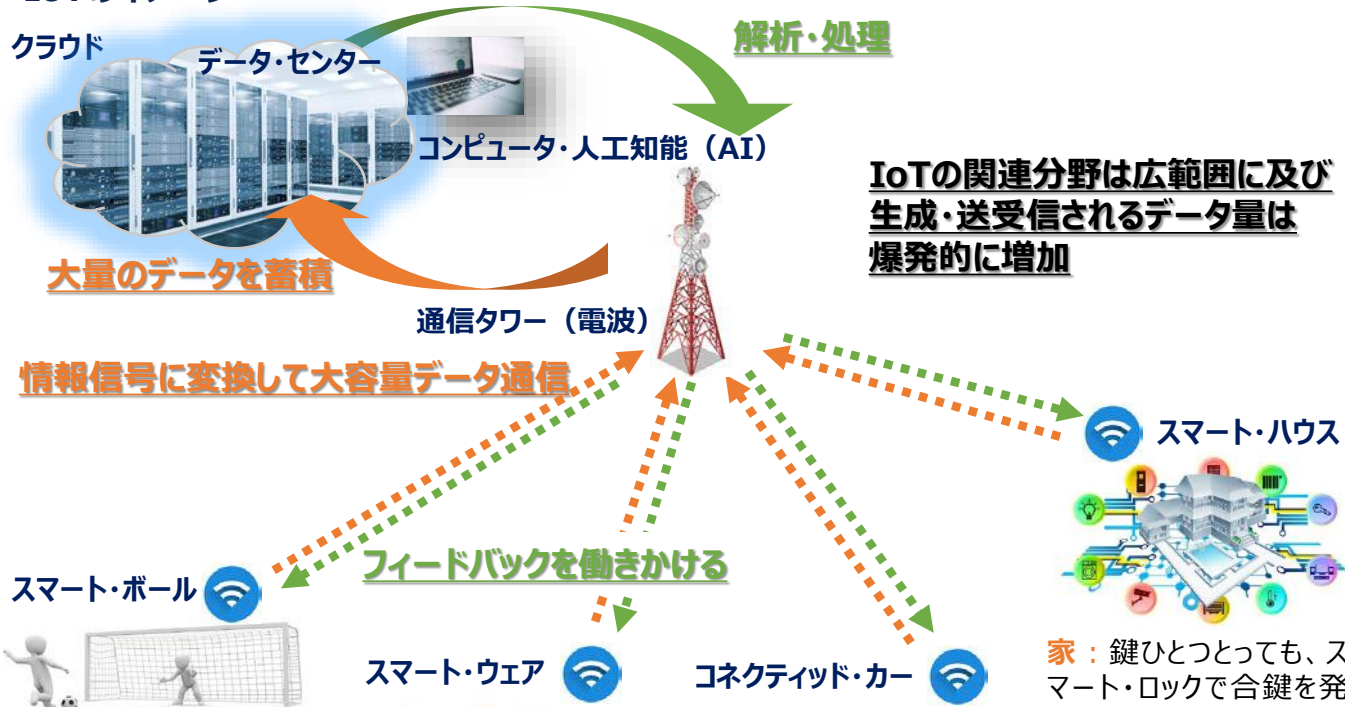 クラウド
データ・センター
解析・処理
コンピュータ・人工知能（AI）
IoTの関連分野は広範囲に及び
生成・送受信されるデータ量は
爆発的に増加
大量のデータを蓄積
通信タワー（電波）
情報信号に変換して大容量データ通信
スマート・ハウス
フィードバックを働きかける
スマート・ボール
スマート・ウェア
コネクティッド・カー
家：鍵ひとつとっても、ス
マート・ロックで合鍵を発